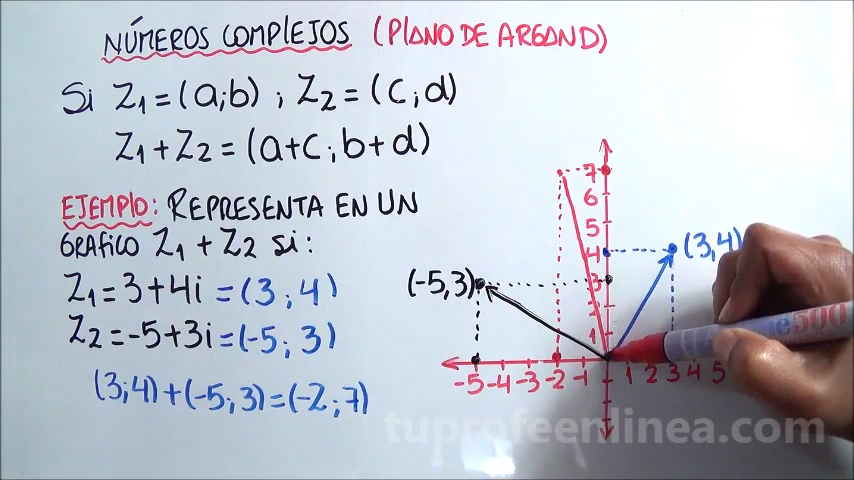 NÚMEROS COMPLEJOS (PLANO DE ARGAND)
Si Z1 = (a;b) ; Z2 = (c;d)
Z1+Z2 = (a+c; b+d)
EJEMPLO: REPRESENTA EN UN
GRAFICO Z1 + Z2 si:
Z1=3+4i =(3;4)
Z2=-5+3i=(-5;3)
(3;4)+(-5;3)=(-2;7)
7
6
5
4
3
2
1
(3,4)
(-5,3)
-5 -4 -3 -2 -1 1 2 3 4 5
e500
tuprofeenlinea.com